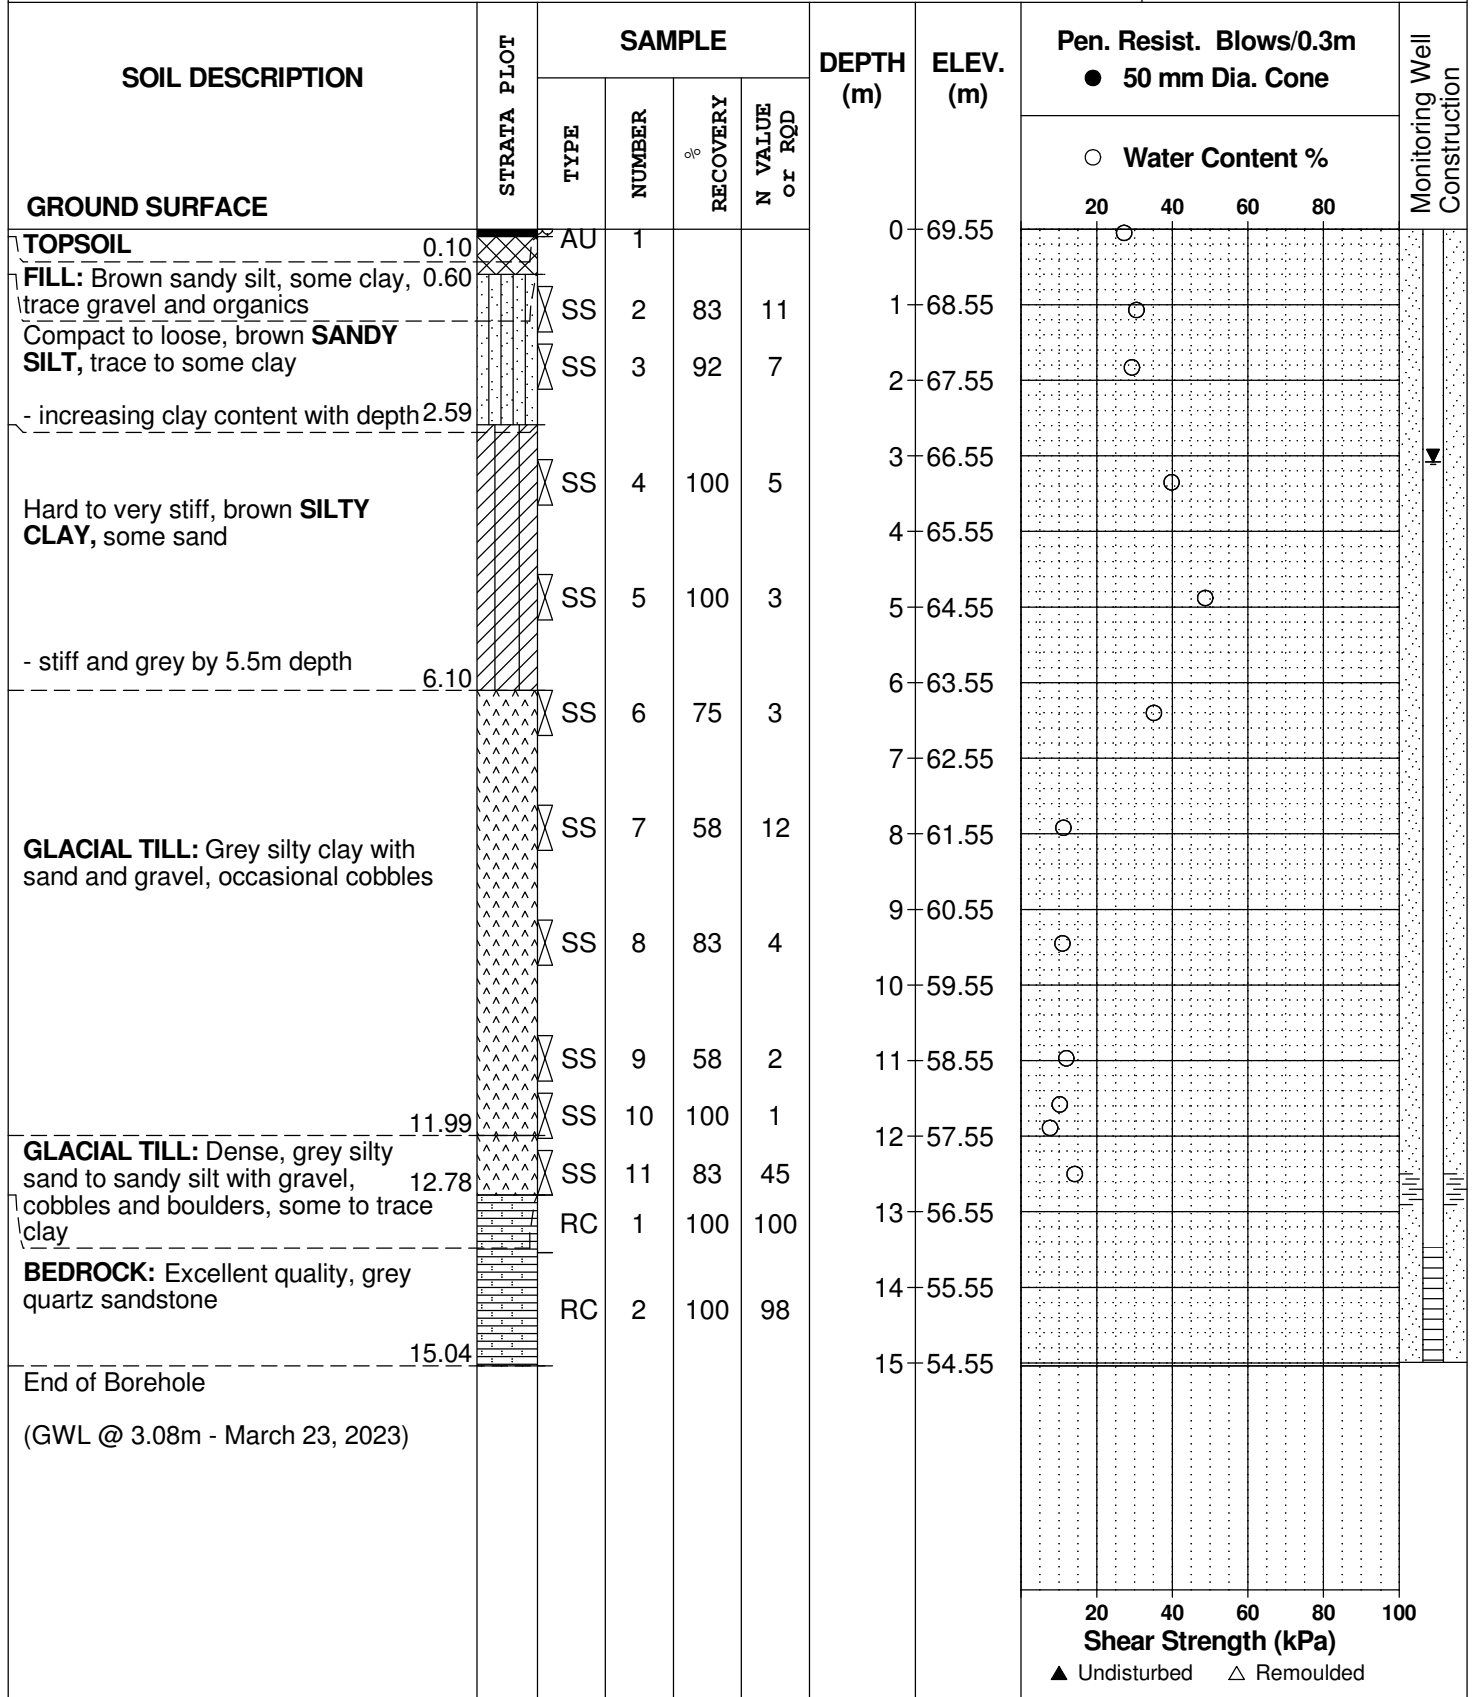 SOIL DESCRIPTION
GROUND SURFACE
STRATA PLOT
SAMPLE
TYPE
NUMBER
% RECOVERY
N VALUE or RQD
DEPTH (m)
ELEV. (m)
Pen. Resist. Blows/0.3m
● 50 mm Dia. Cone
○ Water Content %
20 40 60 80
Monitoring Well Construction
TOPSOIL 0.10
FILL: Brown sandy silt, some clay, 0.60
trace gravel and organics
Compact to loose, brown SANDY
SILT, trace to some clay
- increasing clay content with depth 2.59
Hard to very stiff, brown SILTY
CLAY, some sand
- stiff and grey by 5.5m depth
6.10
GLACIAL TILL: Grey silty clay with
sand and gravel, occasional cobbles
11.99
GLACIAL TILL: Dense, grey silty
sand to sandy silt with gravel, 12.78
cobbles and boulders, some to trace
clay
BEDROCK: Excellent quality, grey
quartz sandstone
15.04
End of Borehole
(GWL @ 3.08m - March 23, 2023)
AU 1
SS 2 83 11
SS 3 92 7
SS 4 100 5
SS 5 100 3
SS 6 75 3
SS 7 58 12
SS 8 83 4
SS 9 58 2
SS 10 100 1
SS 11 83 45
RC 1 100 100
RC 2 100 98
0 69.55
1 68.55
2 67.55
3 66.55
4 65.55
5 64.55
6 63.55
7 62.55
8 61.55
9 60.55
10 59.55
11 58.55
12 57.55
13 56.55
14 55.55
15 54.55
20 40 60 80 100
Shear Strength (kPa)
▲ Undisturbed △ Remoulded